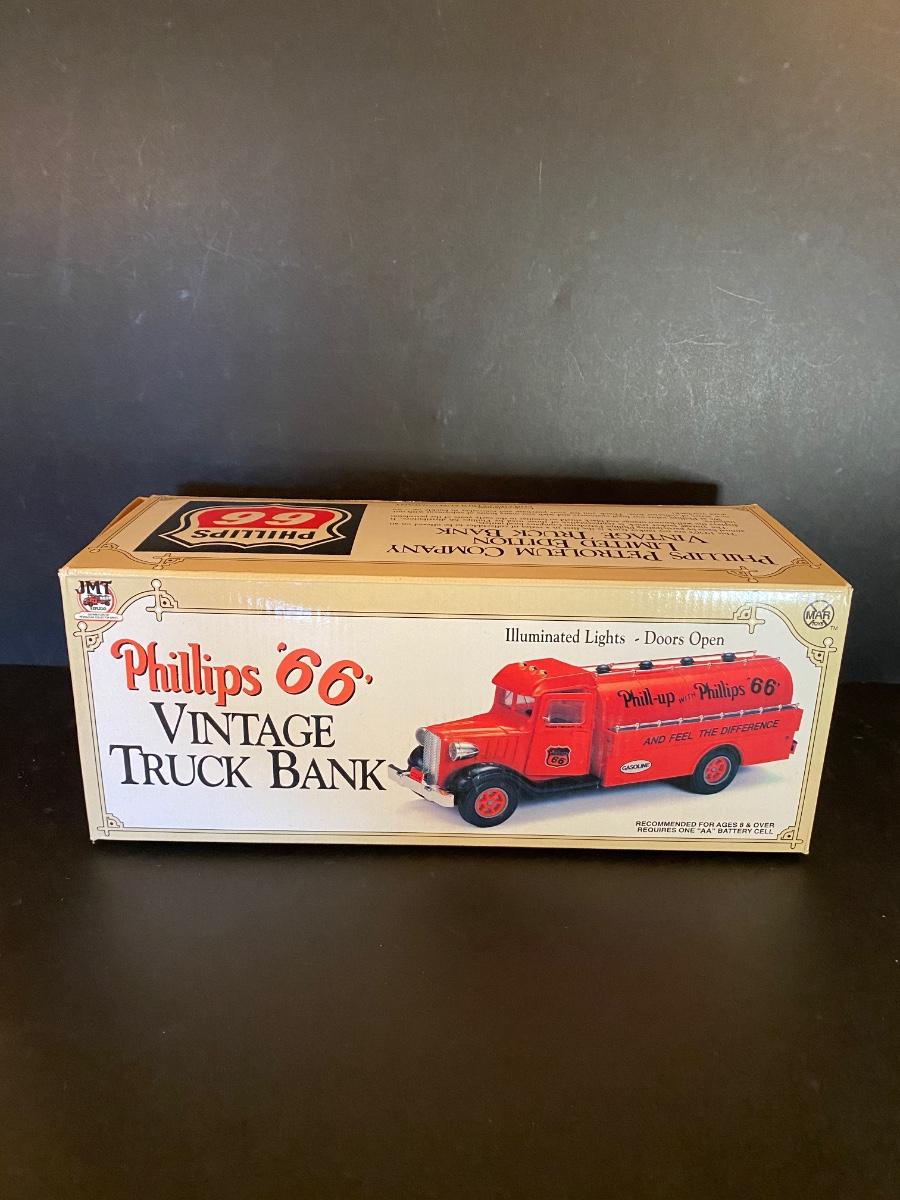 PHILLIPS
66
PHILLIPS PETROLEUM COMPANY
LIMITED EDITION
VINTAGE TRUCK BANK
JMT
MAR
TOYS
TM
Illuminated Lights - Doors Open
Phillips '66'
VINTAGE
TRUCK BANK
Phill-up WITH Phillips '66'
AND FEEL THE DIFFERENCE
66
GASOLINE
RECOMMENDED FOR AGES 8 & OVER
REQUIRES ONE "AA" BATTERY CELL